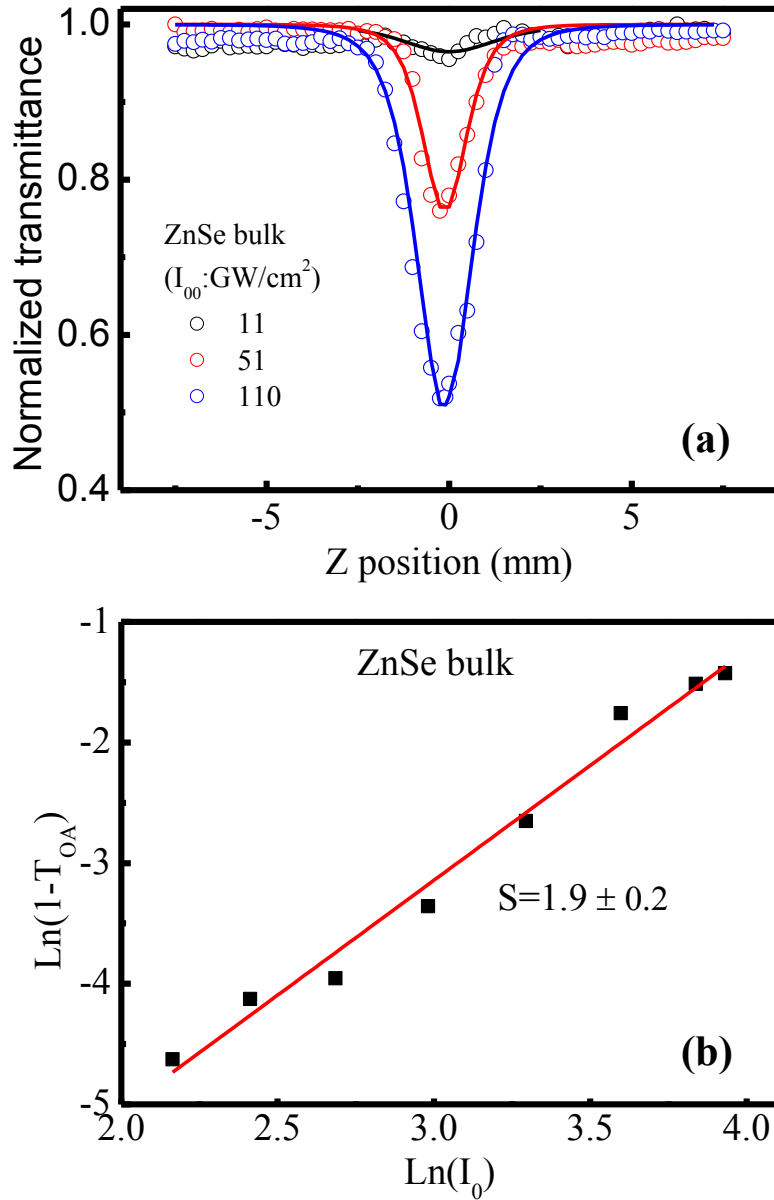 1.0
0.8
0.6
0.4
Normalized transmittance
ZnSe bulk
(I₀₀:GW/cm²)
11
51
110
(a)
-5 0 5
Z position (mm)
-1
-2
-3
-4
-5
Ln(1-T_OA)
ZnSe bulk
S=1.9 ± 0.2
(b)
2.0 2.5 3.0 3.5 4.0
Ln(I₀)